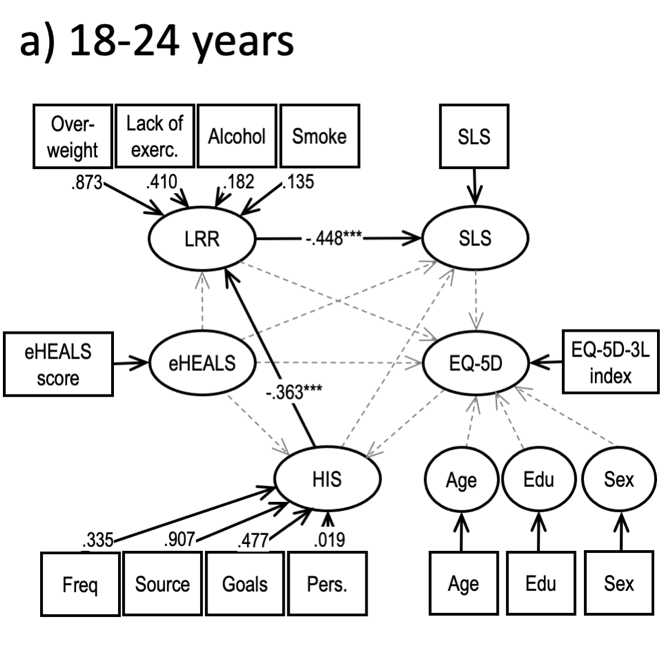 a) 18-24 years
Over-
weight
Lack of
exerc.
Alcohol
Smoke
SLS
.873
.410
.182
.135
LRR
-.448***
SLS
eHEALS
score
eHEALS
EQ-5D
EQ-5D-3L
index
-.363***
HIS
Age
Edu
Sex
.335
.907
.477
.019
Freq
Source
Goals
Pers.
Age
Edu
Sex